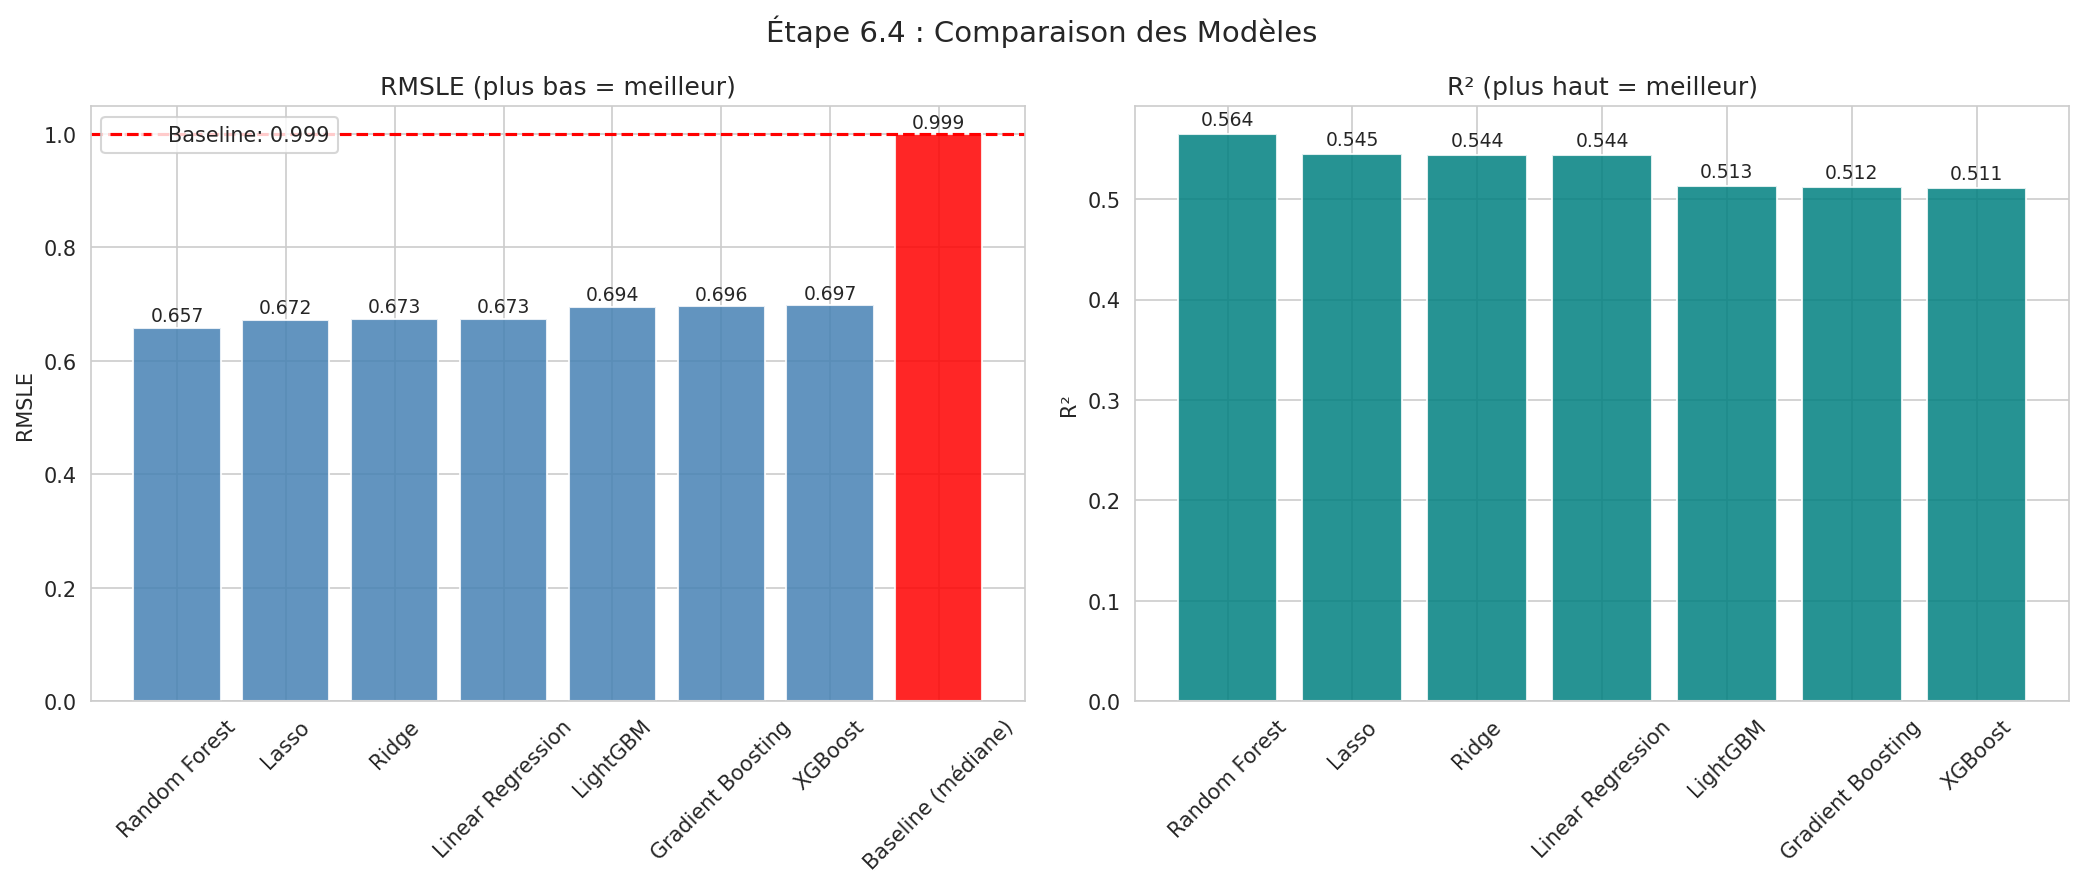 Étape 6.4 : Comparaison des Modèles
RMSLE (plus bas = meilleur)
RMSLE
1.0
0.8
0.6
0.4
0.2
0.0
Baseline: 0.999
0.657
0.672
0.673
0.673
0.694
0.696
0.697
0.999
Random Forest
Lasso
Ridge
Linear Regression
LightGBM
Gradient Boosting
XGBoost
Baseline (médiane)
R² (plus haut = meilleur)
R²
0.5
0.4
0.3
0.2
0.1
0.0
0.564
0.545
0.544
0.544
0.513
0.512
0.511
Random Forest
Lasso
Ridge
Linear Regression
LightGBM
Gradient Boosting
XGBoost